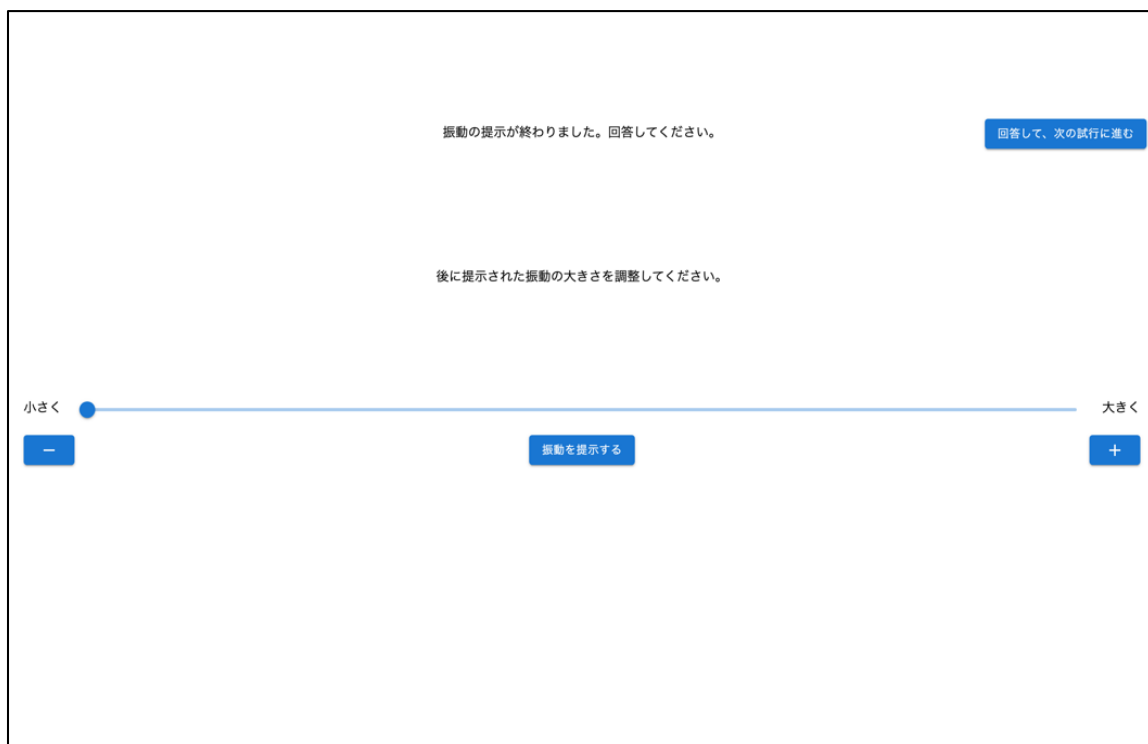 振動の提示が終わりました。回答してください。
回答して、次の試行に進む
後に提示された振動の大きさを調整してください。
小さく
大きく
−
振動を提示する
+